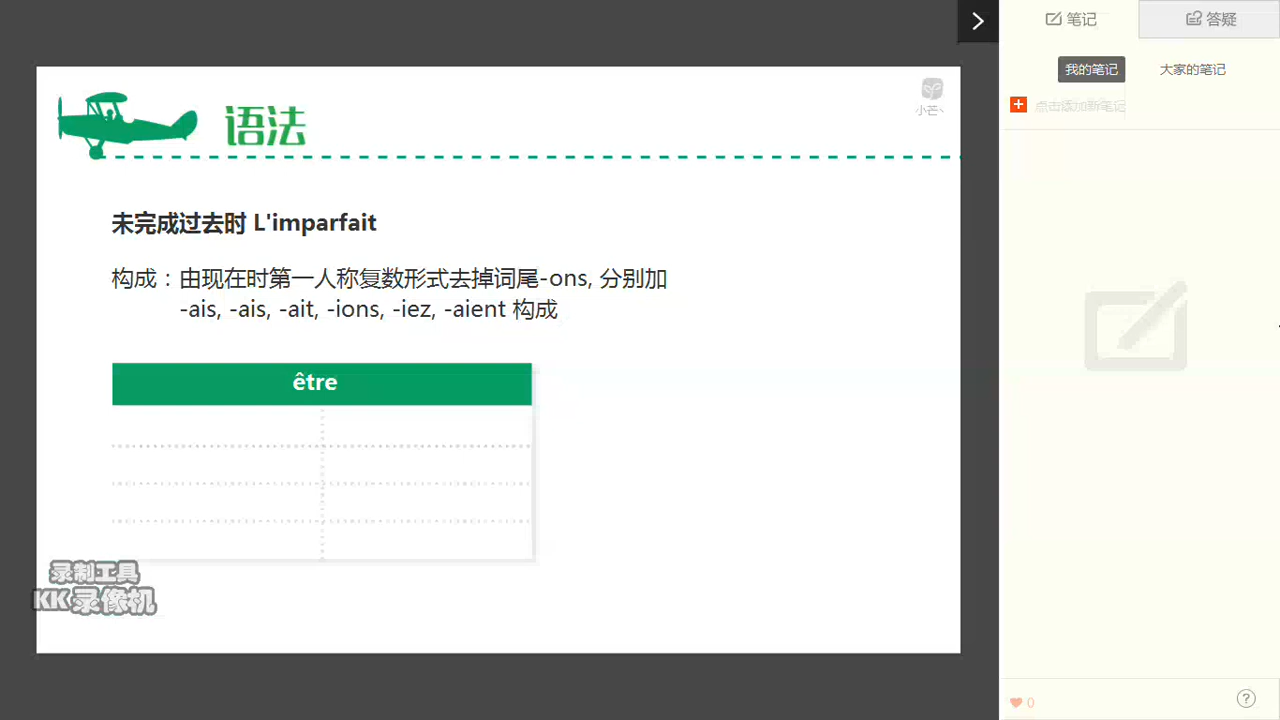 笔记
答疑
我的笔记
大家的笔记
点击添加新笔记
语法
小芒丶
未完成过去时 L'imparfait
构成：由现在时第一人称复数形式去掉词尾-ons, 分别加
-ais, -ais, -ait, -ions, -iez, -aient 构成
être
录制工具
KK录像机
0
?